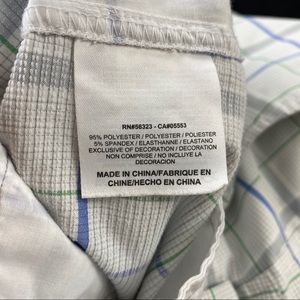 RN#56323 - CA#05553
95% POLYESTER / POLYESTER / POLIESTER
5% SPANDEX / ELASTHANNE / ELASTANO
EXCLUSIVE OF DECORATION / DECORATION
NON COMPRISE / NO INCLUYE LA
DECORACION
MADE IN CHINA/FABRIQUE EN
CHINE/HECHO EN CHINA